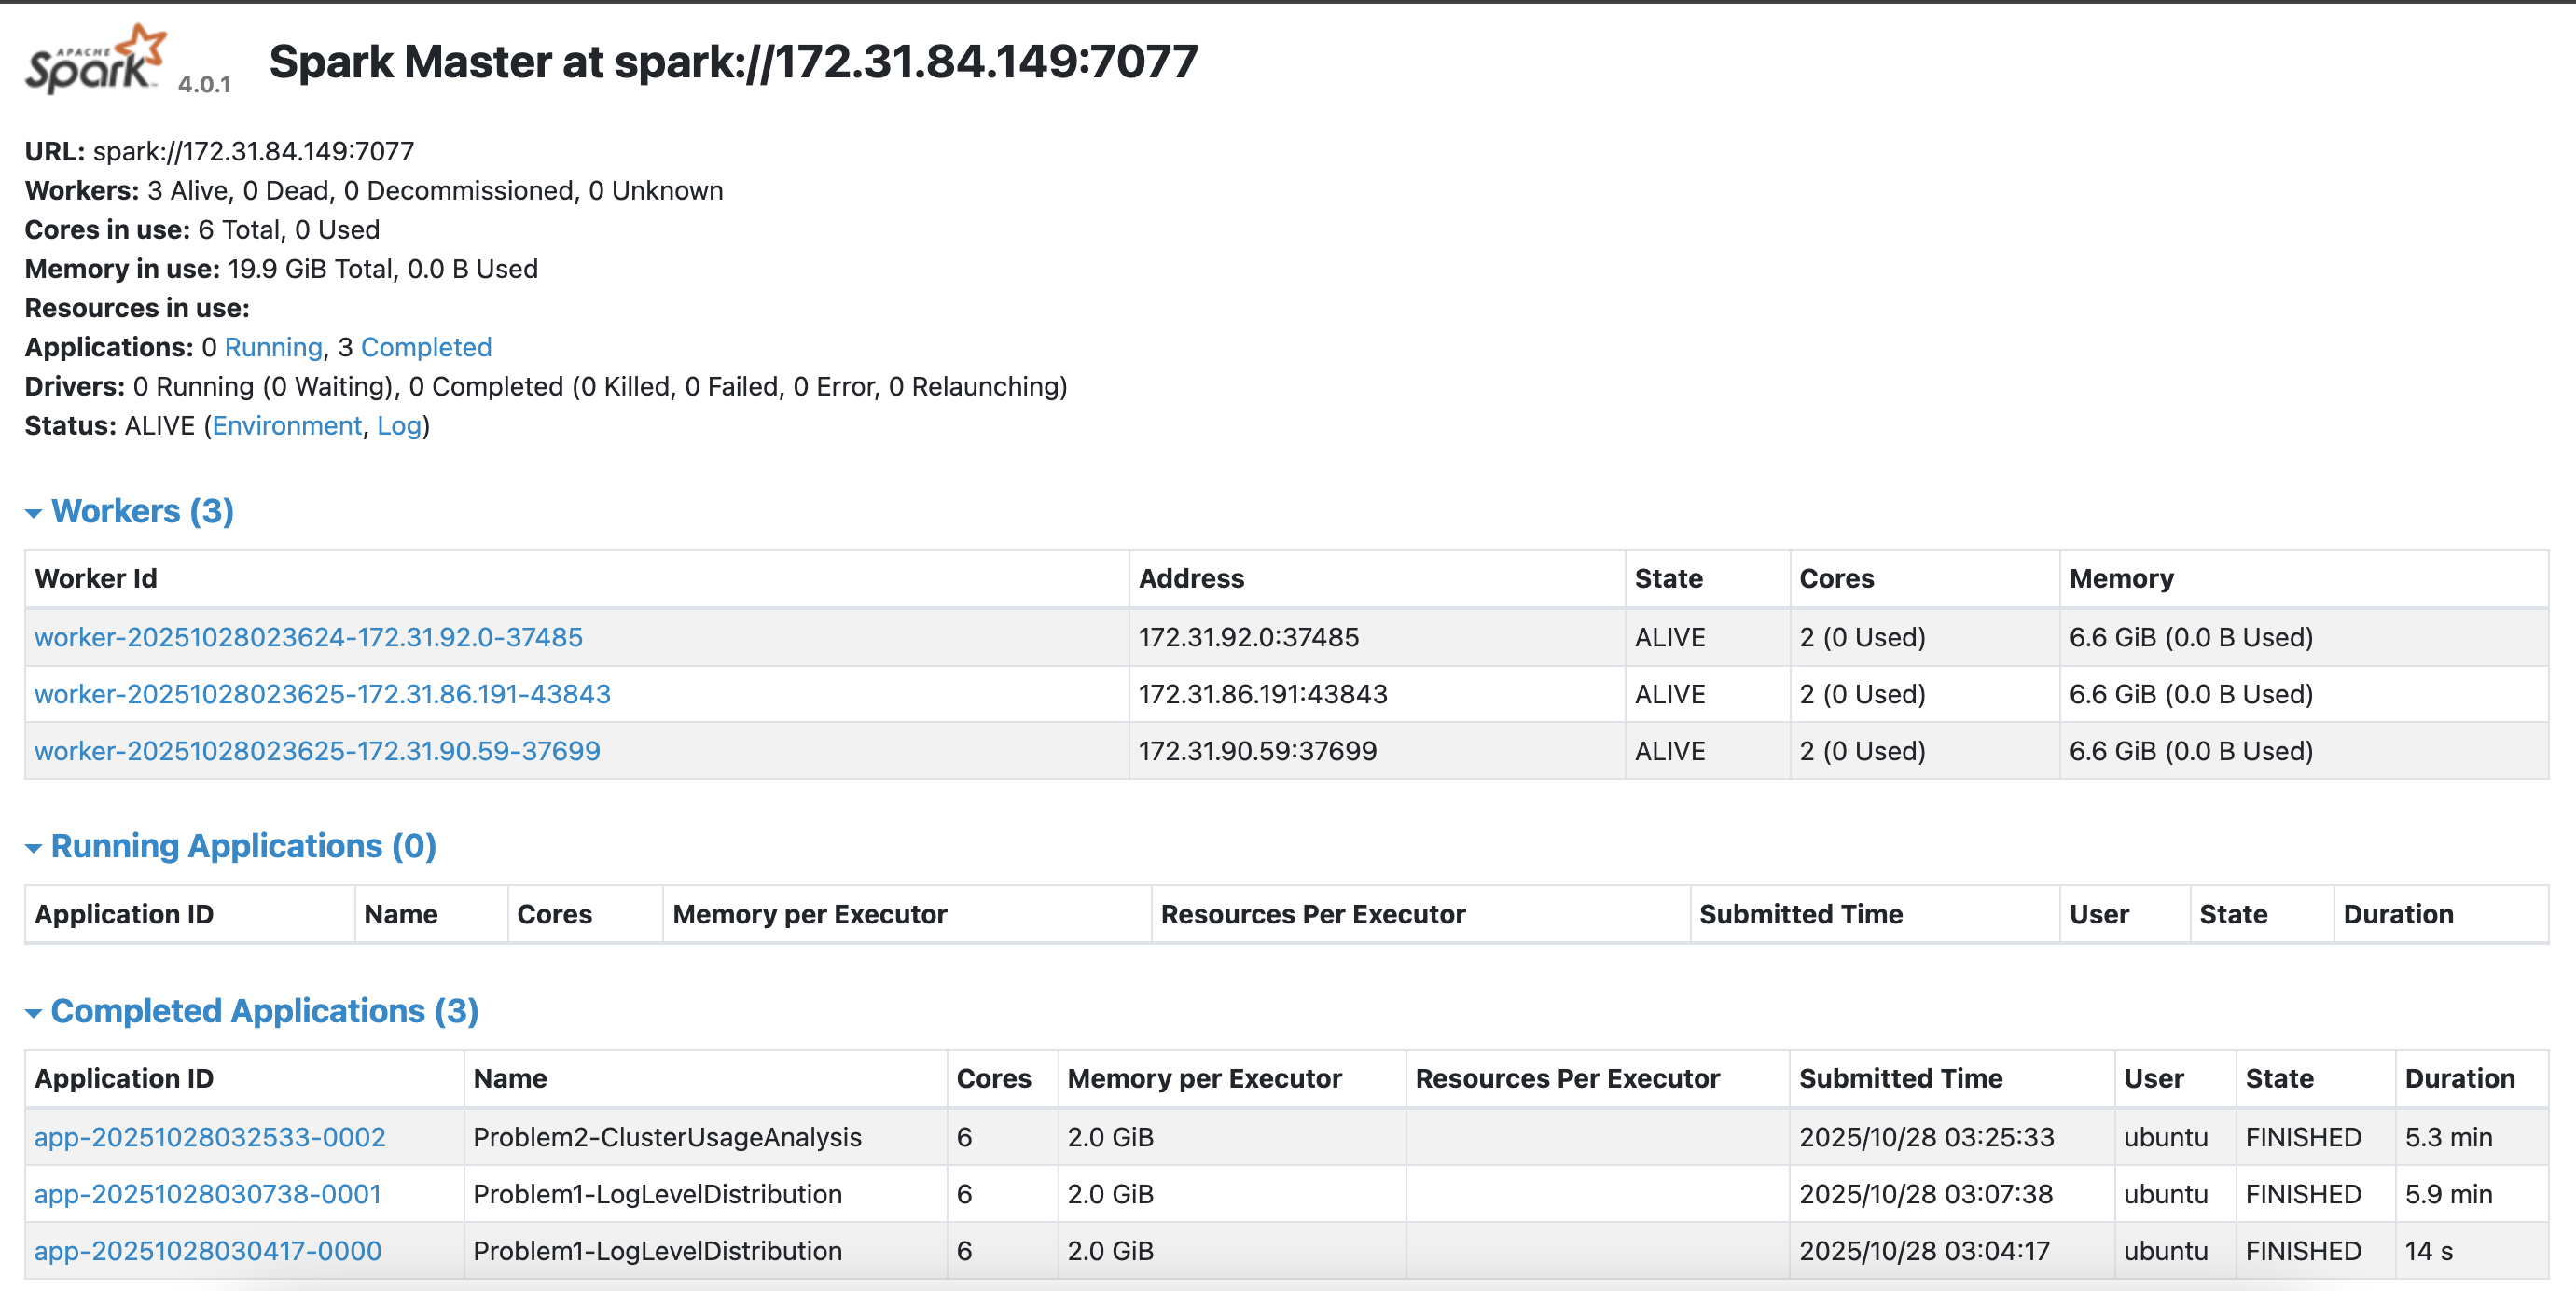 APACHE
Spark™ 4.0.1 Spark Master at spark://172.31.84.149:7077
URL: spark://172.31.84.149:7077
Workers: 3 Alive, 0 Dead, 0 Decommissioned, 0 Unknown
Cores in use: 6 Total, 0 Used
Memory in use: 19.9 GiB Total, 0.0 B Used
Resources in use:
Applications: 0 Running, 3 Completed
Drivers: 0 Running (0 Waiting), 0 Completed (0 Killed, 0 Failed, 0 Error, 0 Relaunching)
Status: ALIVE (Environment, Log)
Workers (3)
Worker Id Address State Cores Memory
worker-20251028023624-172.31.92.0-37485 172.31.92.0:37485 ALIVE 2 (0 Used) 6.6 GiB (0.0 B Used)
worker-20251028023625-172.31.86.191-43843 172.31.86.191:43843 ALIVE 2 (0 Used) 6.6 GiB (0.0 B Used)
worker-20251028023625-172.31.90.59-37699 172.31.90.59:37699 ALIVE 2 (0 Used) 6.6 GiB (0.0 B Used)
Running Applications (0)
Application ID Name Cores Memory per Executor Resources Per Executor Submitted Time User State Duration
Completed Applications (3)
Application ID Name Cores Memory per Executor Resources Per Executor Submitted Time User State Duration
app-20251028032533-0002 Problem2-ClusterUsageAnalysis 6 2.0 GiB 2025/10/28 03:25:33 ubuntu FINISHED 5.3 min
app-20251028030738-0001 Problem1-LogLevelDistribution 6 2.0 GiB 2025/10/28 03:07:38 ubuntu FINISHED 5.9 min
app-20251028030417-0000 Problem1-LogLevelDistribution 6 2.0 GiB 2025/10/28 03:04:17 ubuntu FINISHED 14 s